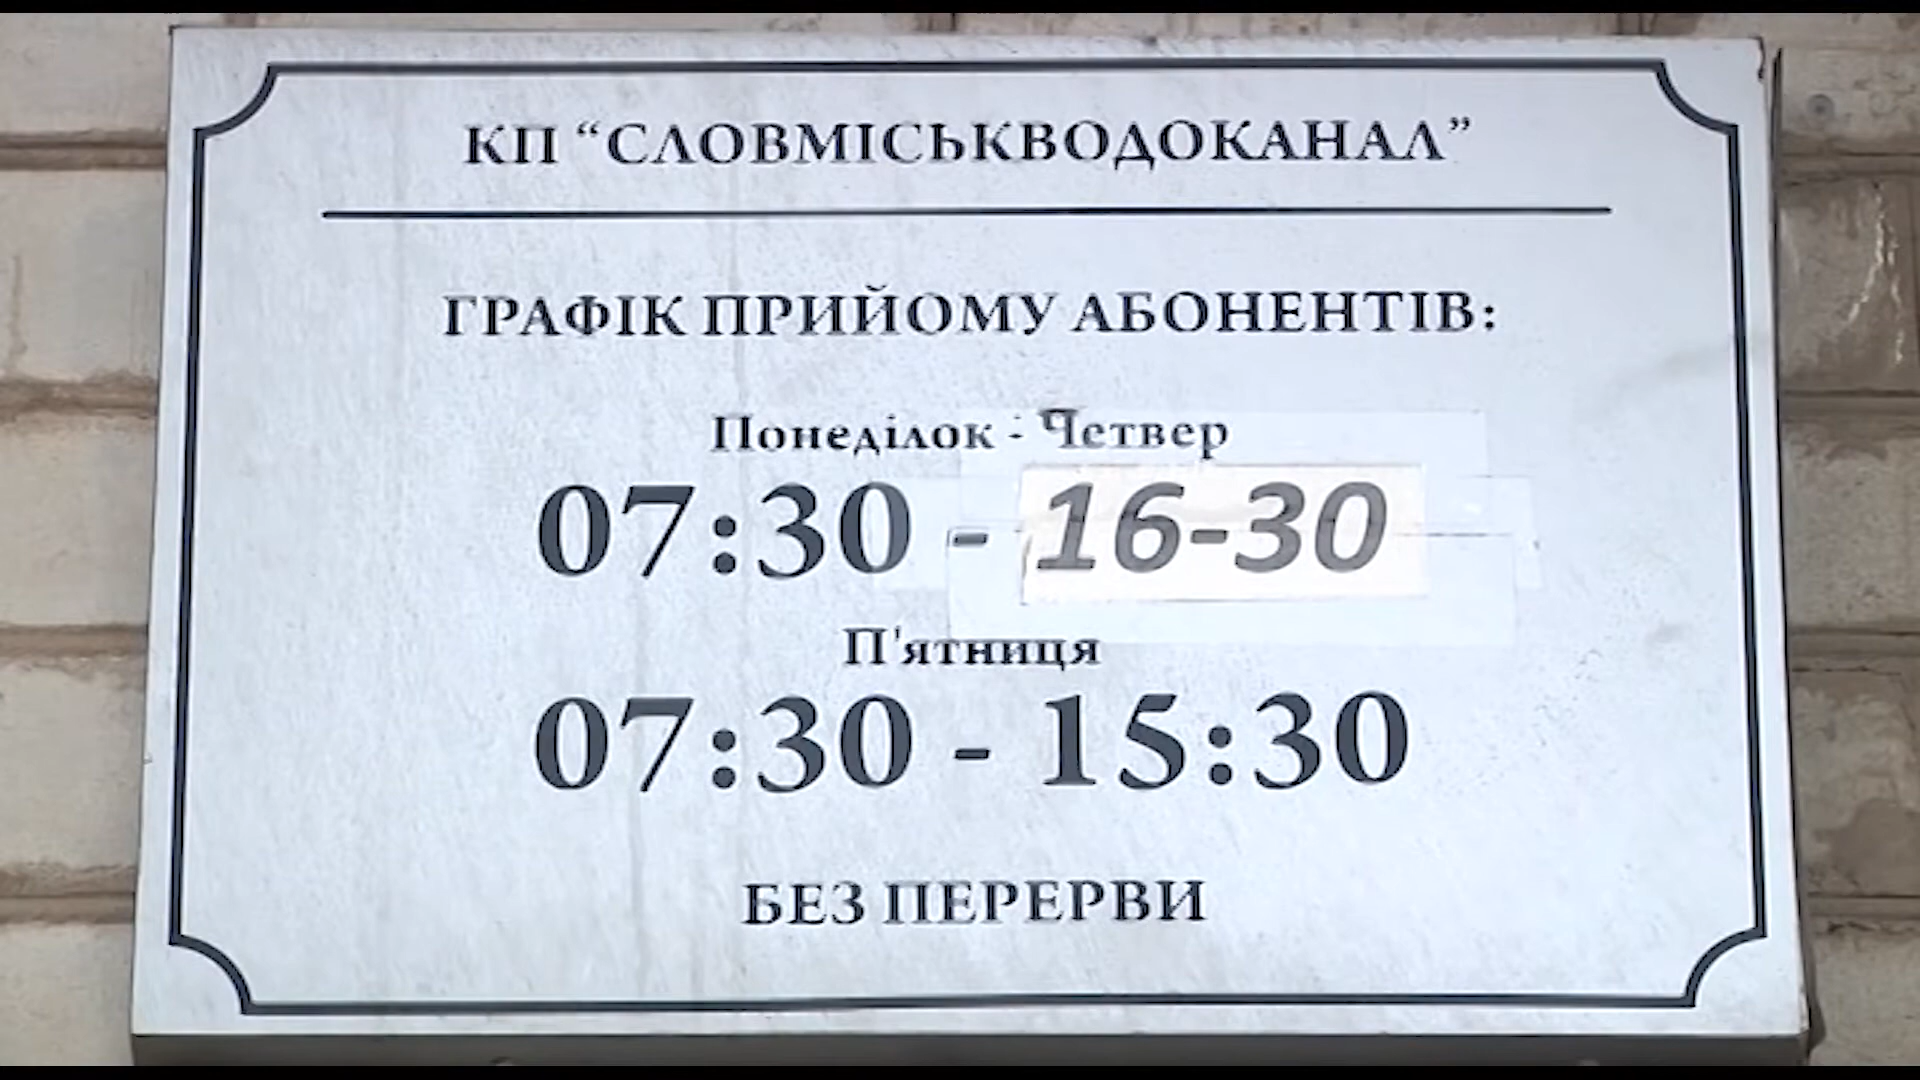 КП “СЛОВМІСЬКВОДОКАНАЛ”
ГРАФІК ПРИЙОМУ АБОНЕНТІВ:
Понеділок - Четвер
07:30 - 16-30
П'ятниця
07:30 - 15:30
БЕЗ ПЕРЕРВИ